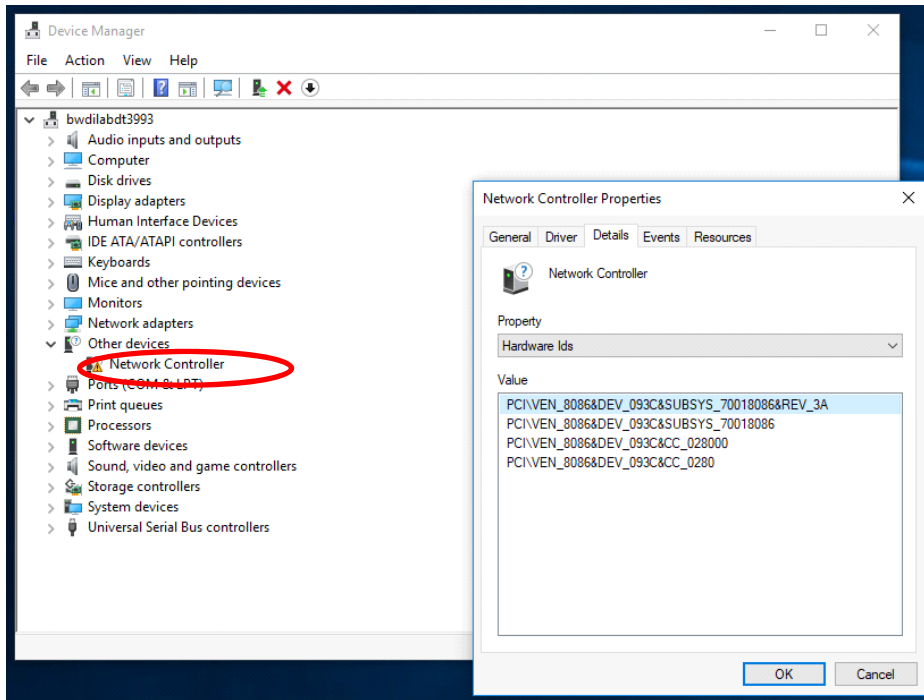 Device Manager
File Action View Help
bwdilabdt3993
Audio inputs and outputs
Computer
Disk drives
Display adapters
Human Interface Devices
IDE ATA/ATAPI controllers
Keyboards
Mice and other pointing devices
Monitors
Network adapters
Other devices
Network Controller
Ports (COM & LPT)
Print queues
Processors
Software devices
Sound, video and game controllers
Storage controllers
System devices
Universal Serial Bus controllers
Network Controller Properties
General Driver Details Events Resources
Network Controller
Property
Hardware Ids
Value
PCI\VEN_8086&DEV_093C&SUBSYS_70018086&REV_3A
PCI\VEN_8086&DEV_093C&SUBSYS_70018086
PCI\VEN_8086&DEV_093C&CC_028000
PCI\VEN_8086&DEV_093C&CC_0280
OK Cancel